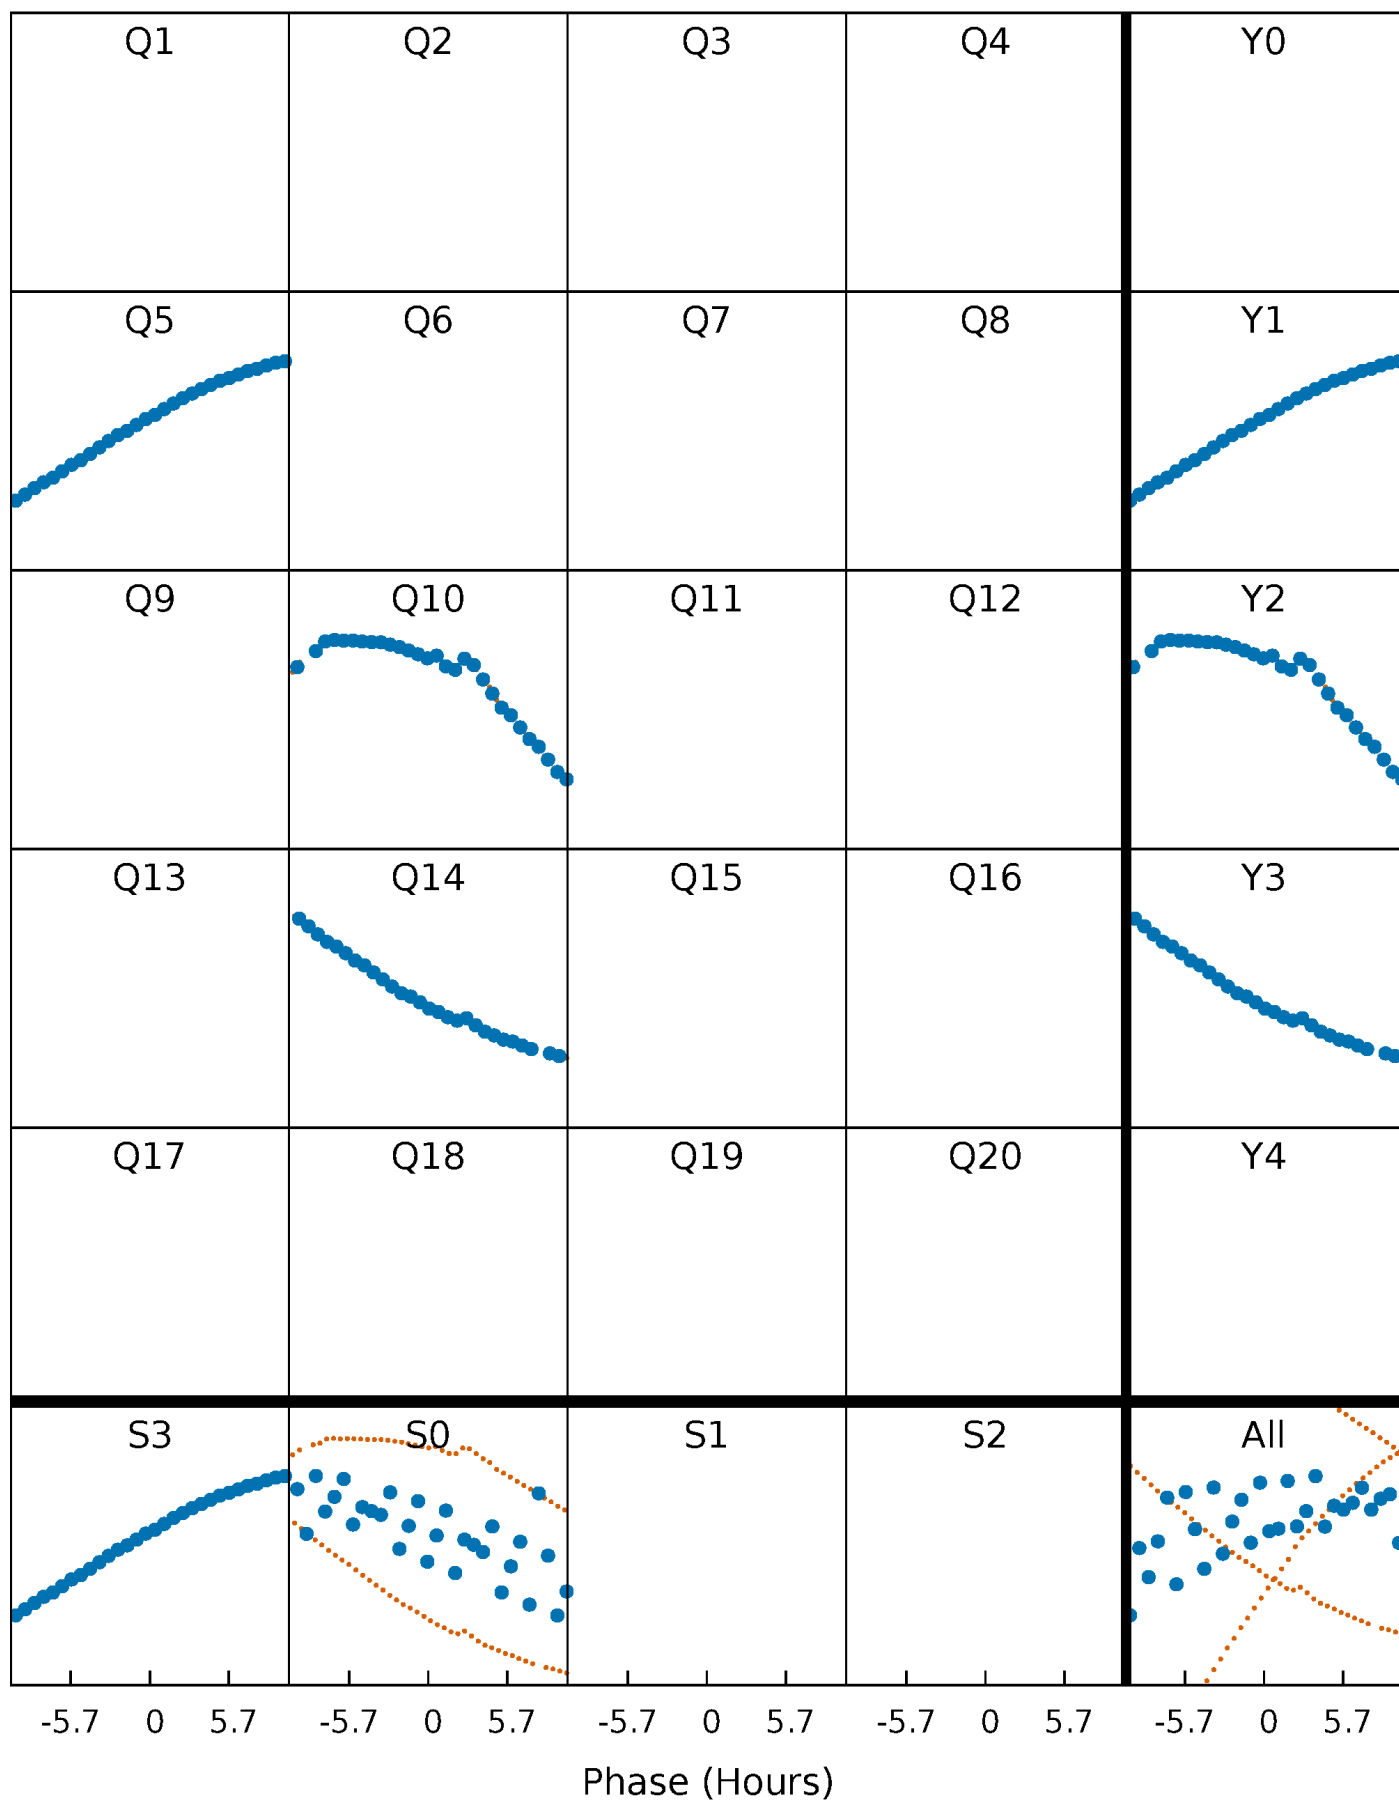 Q1 Q2 Q3 Q4 Y0
Q5 Q6 Q7 Q8 Y1
Q9 Q10 Q11 Q12 Y2
Q13 Q14 Q15 Q16 Y3
Q17 Q18 Q19 Q20 Y4
S3 S0 S1 S2 All
-5.7 0 5.7 -5.7 0 5.7 -5.7 0 5.7 -5.7 0 5.7 -5.7 0 5.7
Phase (Hours)